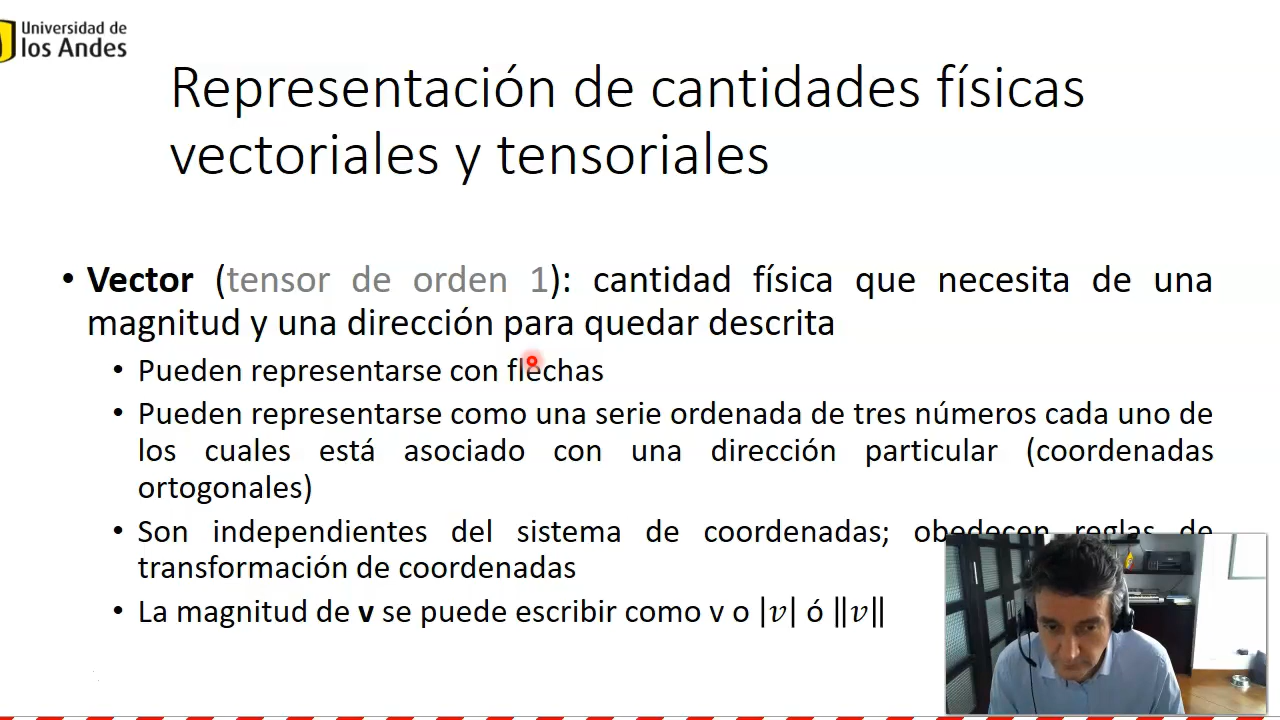 Universidad de
los Andes
Representación de cantidades físicas
vectoriales y tensoriales
• Vector (tensor de orden 1): cantidad física que necesita de una
magnitud y una dirección para quedar descrita
• Pueden representarse con flechas
• Pueden representarse como una serie ordenada de tres números cada uno de
los cuales está asociado con una dirección particular (coordenadas
ortogonales)
• Son independientes del sistema de coordenadas; obedecen reglas de
transformación de coordenadas
• La magnitud de v se puede escribir como v o |v| ó ‖v‖